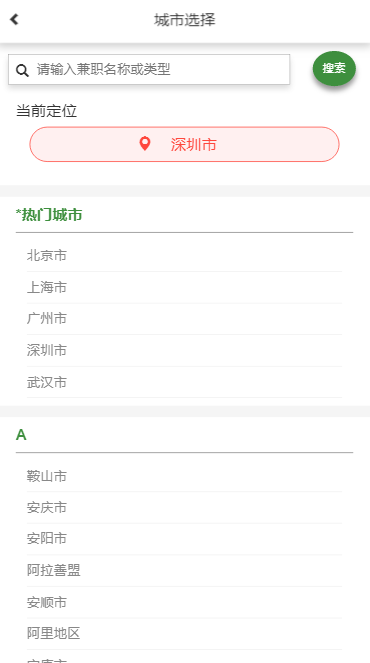 城市选择
请输入兼职名称或类型
搜索
当前定位
深圳市
*热门城市
北京市
上海市
广州市
深圳市
武汉市
A
鞍山市
安庆市
安阳市
阿拉善盟
安顺市
阿里地区
安康市